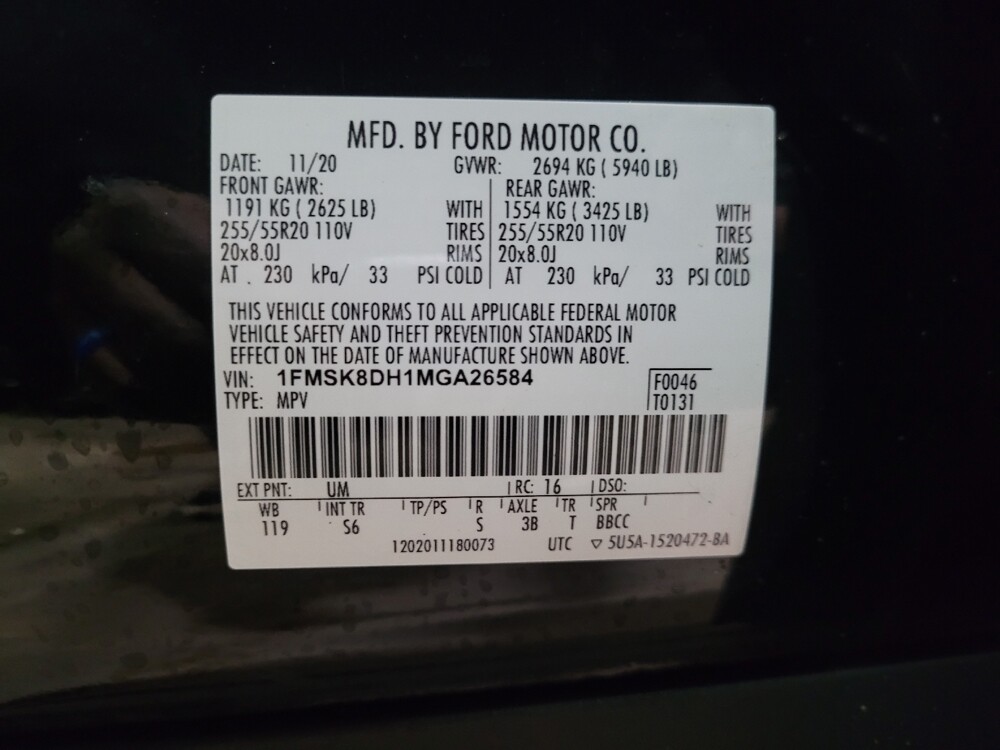 MFD. BY FORD MOTOR CO.
DATE: 11/20 GVWR: 2694 KG ( 5940 LB)
FRONT GAWR: REAR GAWR:
1191 KG ( 2625 LB) WITH 1554 KG ( 3425 LB) WITH
255/55R20 110V TIRES 255/55R20 110V TIRES
20x8.0J RIMS 20x8.0J RIMS
AT . 230 kPa/ 33 PSI COLD AT 230 kPa/ 33 PSI COLD
THIS VEHICLE CONFORMS TO ALL APPLICABLE FEDERAL MOTOR
VEHICLE SAFETY AND THEFT PREVENTION STANDARDS IN
EFFECT ON THE DATE OF MANUFACTURE SHOWN ABOVE.
VIN: 1FMSK8DH1MGA26584 F0046
TYPE: MPV T0131
EXT PNT: UM RC: 16 DSO:
WB INT TR TP/PS R AXLE TR SPR
119 S6 S 3B T BBCC
1202011180073 UTC ▽ 5U5A-1520472-BA